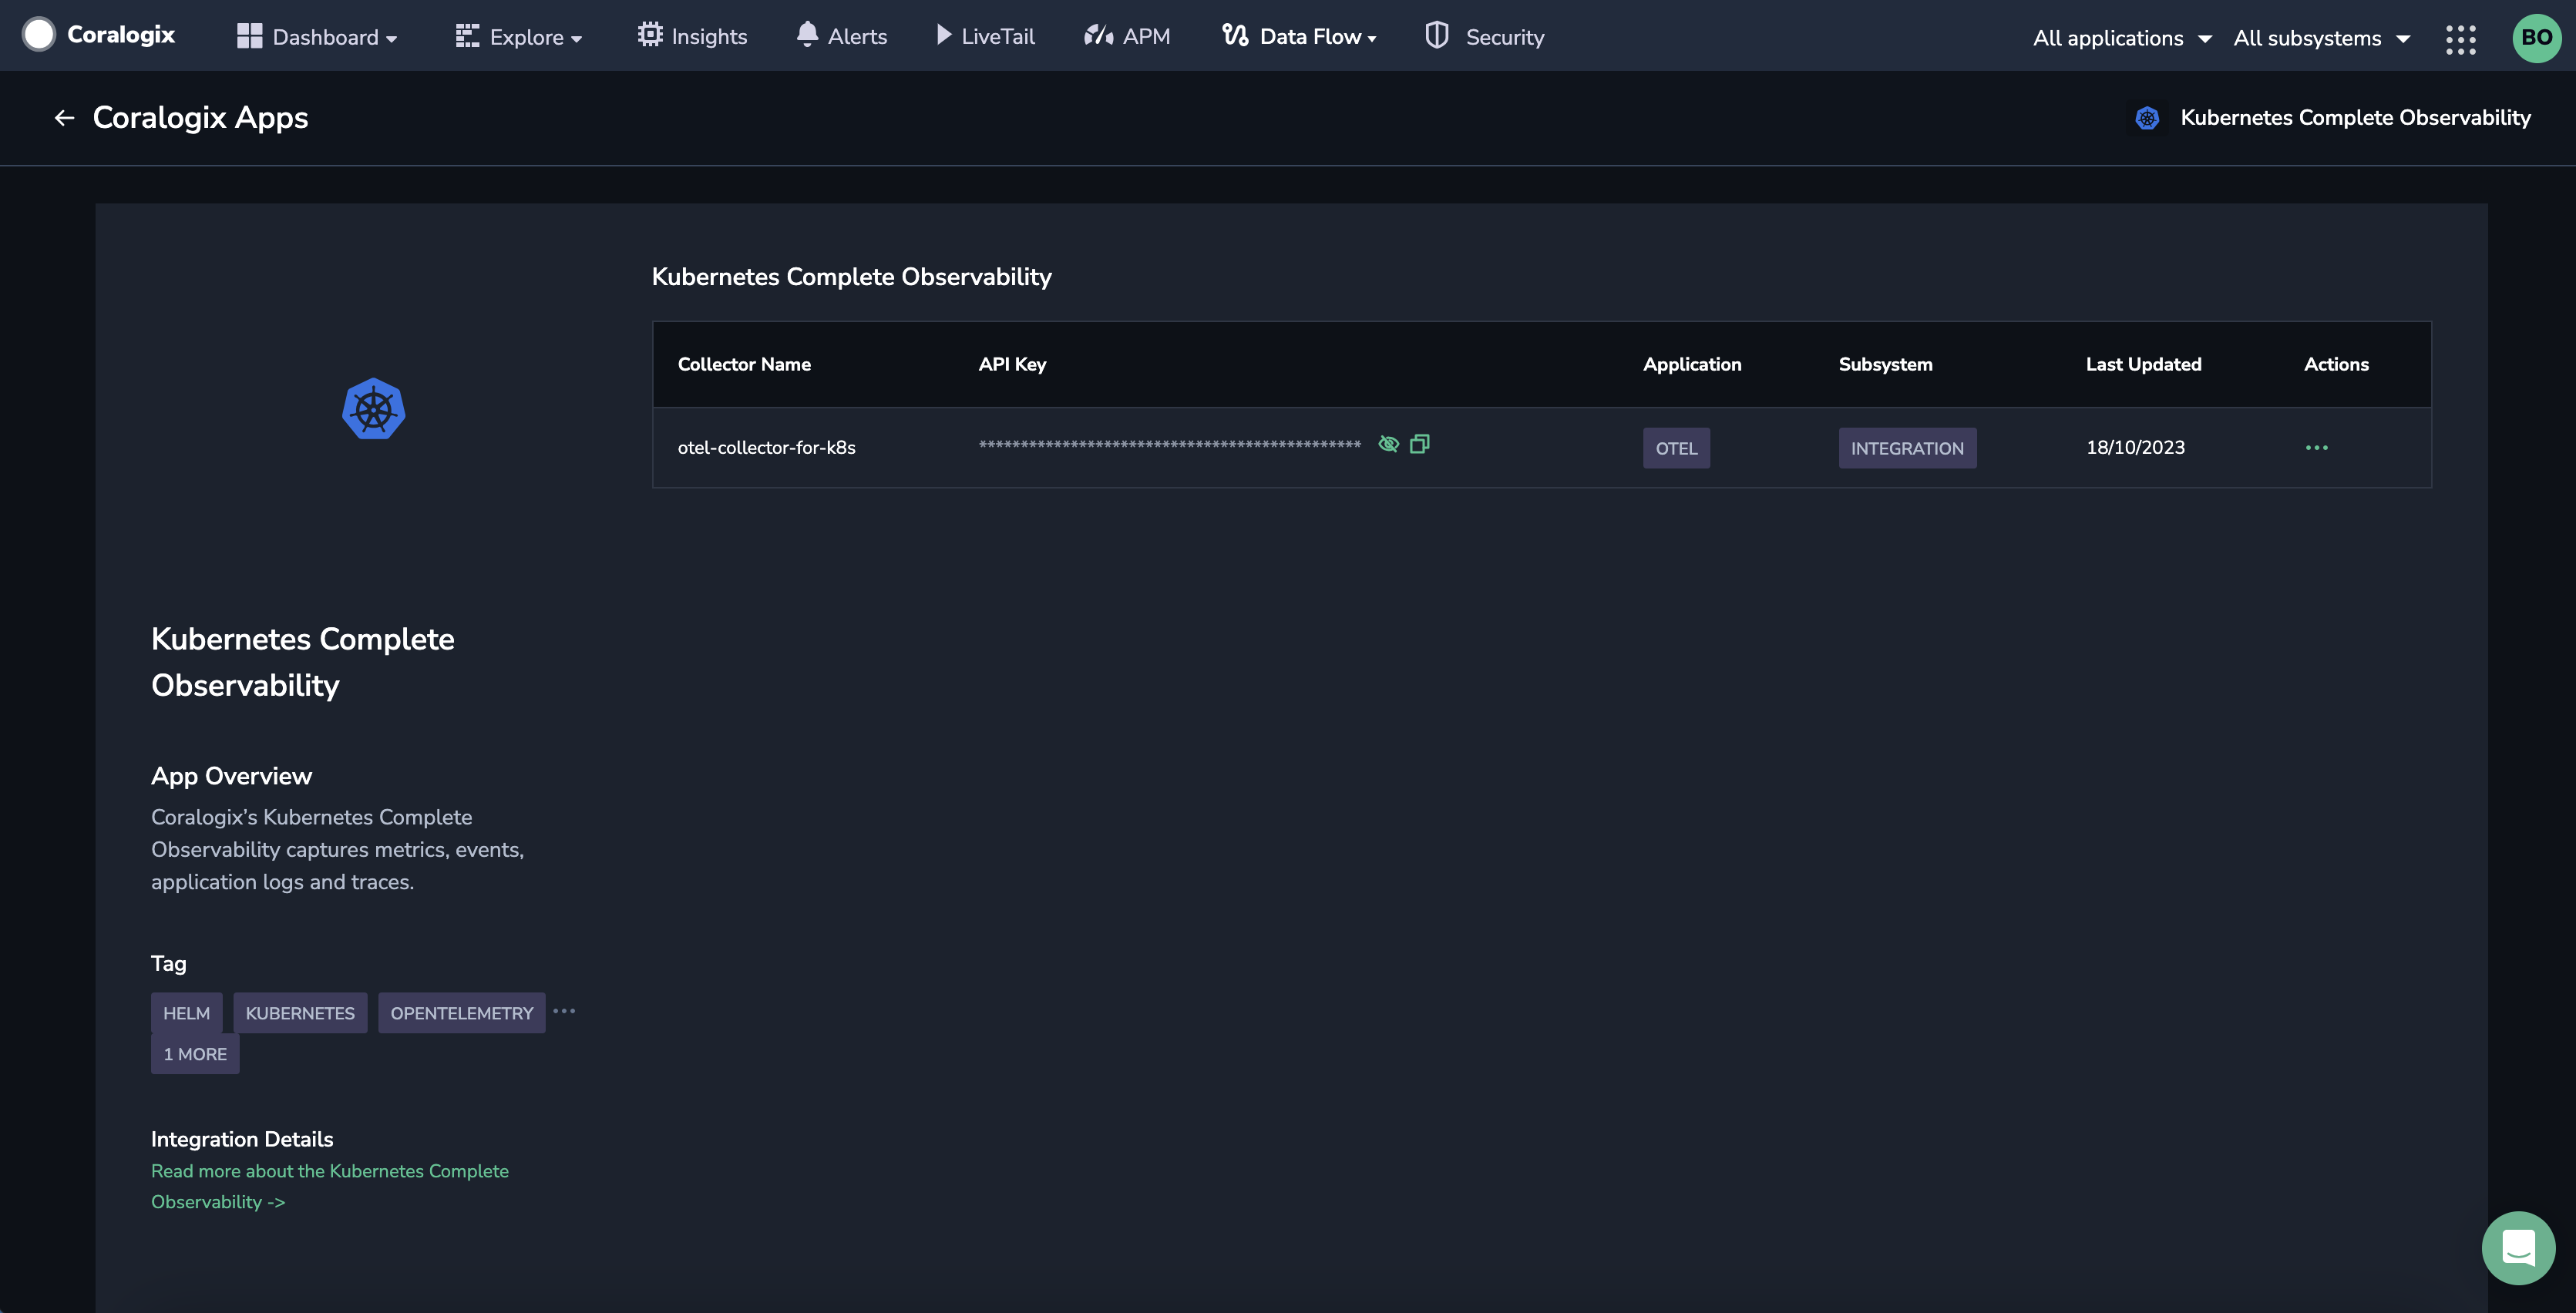 Coralogix
Dashboard
Explore
Insights
Alerts
LiveTail
APM
Data Flow
Security
All applications
All subsystems
BO
← Coralogix Apps
Kubernetes Complete Observability
Kubernetes Complete Observability
Collector Name API Key Application Subsystem Last Updated Actions
otel-collector-for-k8s ********************************************** OTEL INTEGRATION 18/10/2023 ...
Kubernetes Complete
Observability
App Overview
Coralogix’s Kubernetes Complete
Observability captures metrics, events,
application logs and traces.
Tag
HELM KUBERNETES OPENTELEMETRY ...
1 MORE
Integration Details
Read more about the Kubernetes Complete
Observability ->